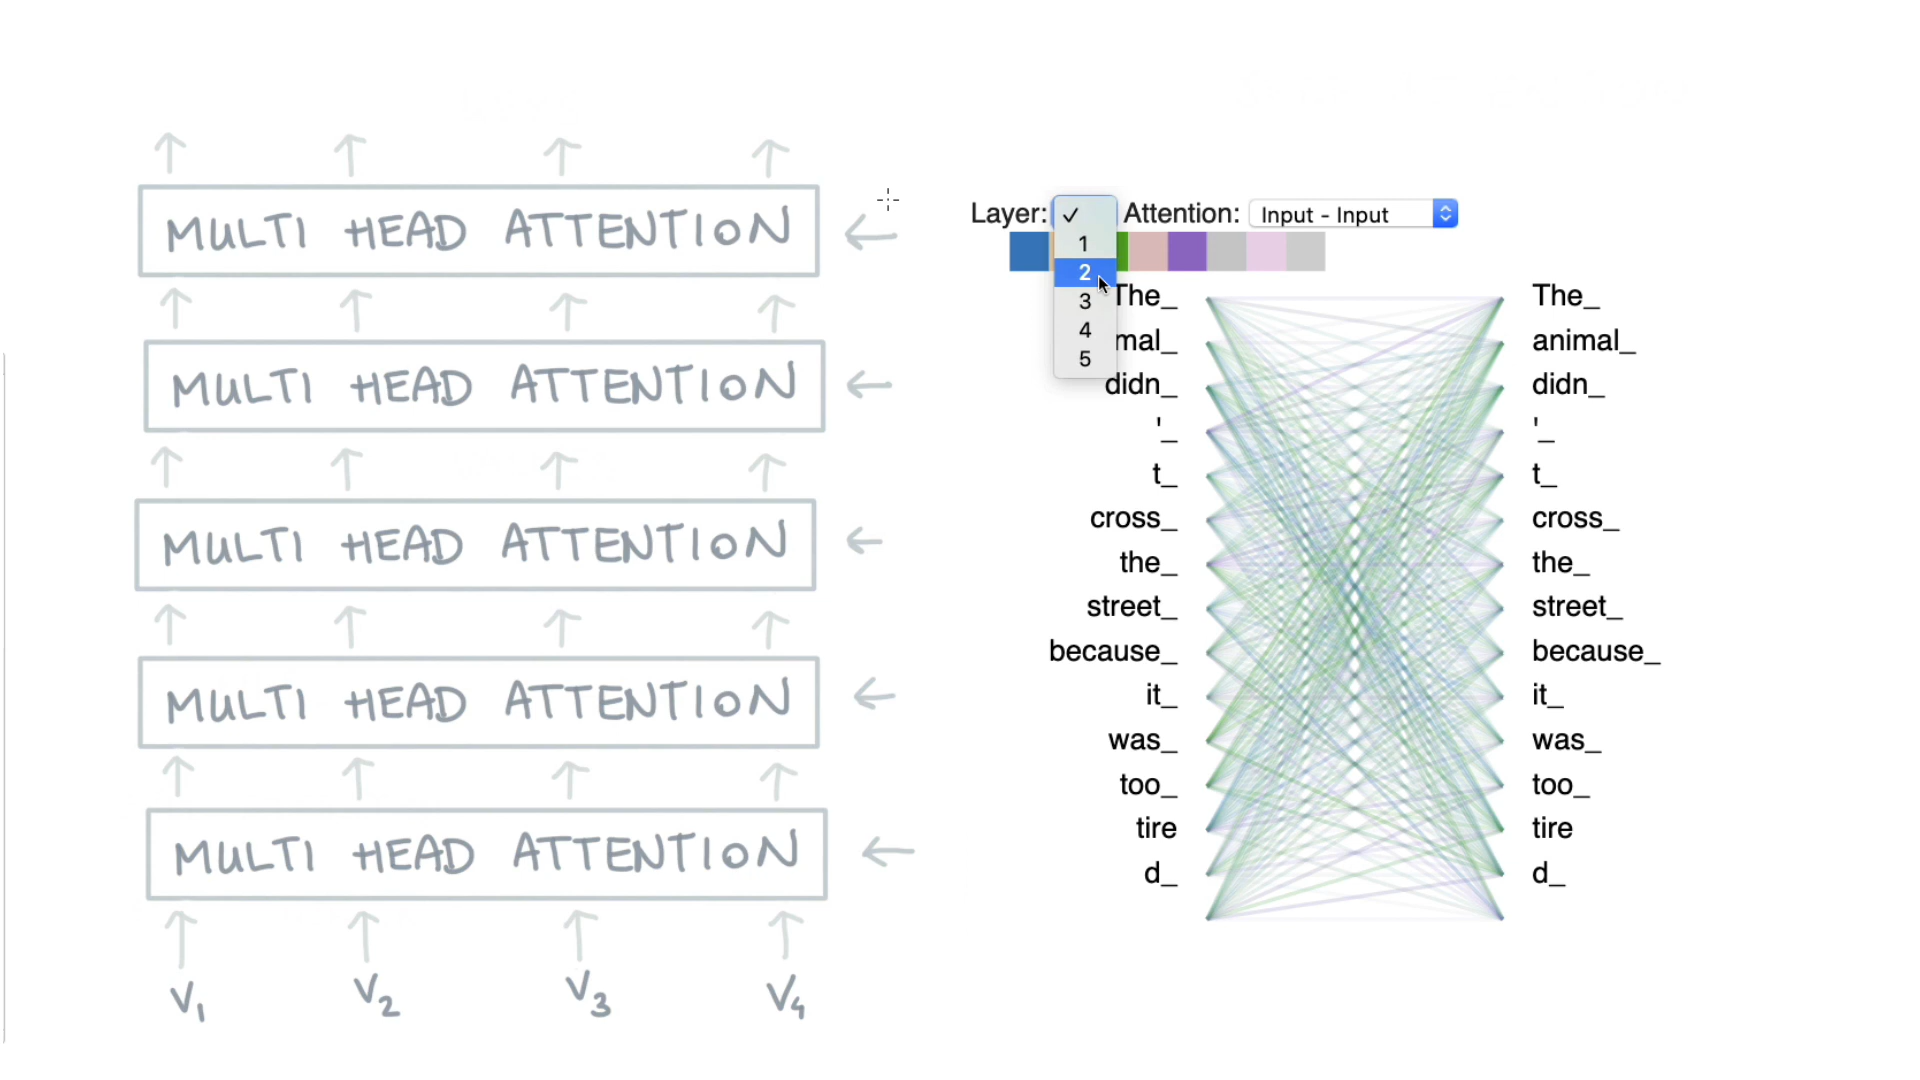 MULTI HEAD ATTENTION
MULTI HEAD ATTENTION
MULTI HEAD ATTENTION
MULTI HEAD ATTENTION
MULTI HEAD ATTENTION
V1 V2 V3 V4
Layer: ✓ Attention: Input - Input
1
2
3
4
5
The_ The_
mal_ animal_
didn_ didn_
'_ '_
t_ t_
cross_ cross_
the_ the_
street_ street_
because_ because_
it_ it_
was_ was_
too_ too_
tire tire
d_ d_